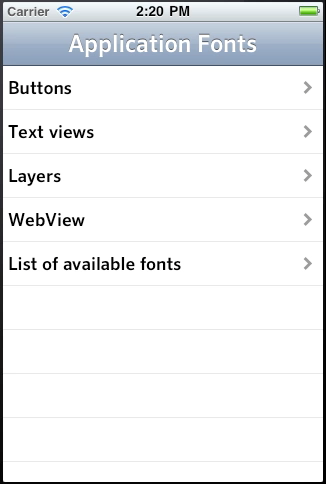 Carrier 2:20 PM
Application Fonts
Buttons
Text views
Layers
WebView
List of available fonts